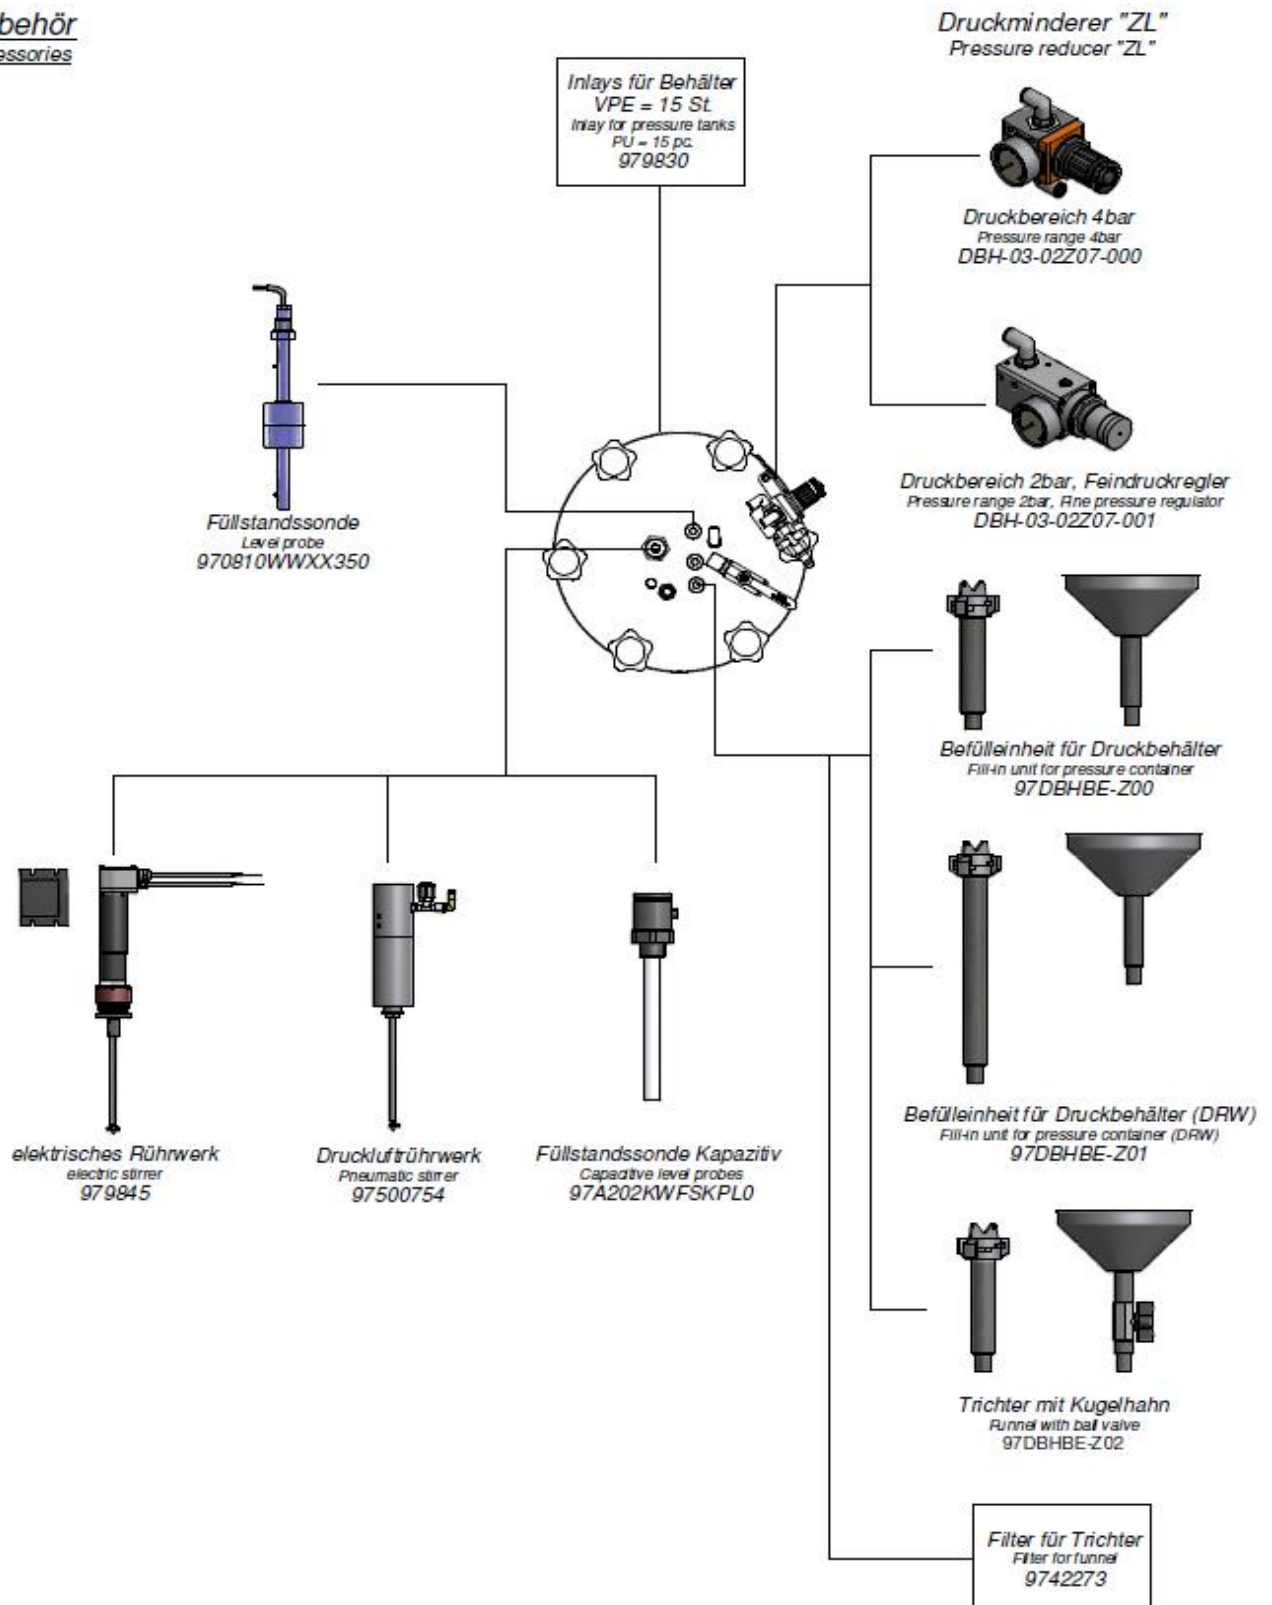 behör
essories
Druckminderer "ZL"
Pressure reducer "ZL"
Inlays für Behälter
VPE = 15 St.
Inlay for pressure tanks
PU = 15 pc.
979830
Druckbereich 4bar
Pressure range 4bar
DBH-03-02Z07-000
Druckbereich 2bar, Feindruckregler
Pressure range 2bar, Fine pressure regulator
DBH-03-02Z07-001
Füllstandssonde
Level probe
970810WWXX350
Befülleinheit für Druckbehälter
Fill-in unit for pressure container
97DBHBE-Z00
Befülleinheit für Druckbehälter (DRW)
Fill-in unit for pressure container (DRW)
97DBHBE-Z01
elektrisches Rührwerk
electric stirrer
979845
Druckluftrührwerk
Pneumatic stirrer
97500754
Füllstandssonde Kapazitiv
Capacitive level probes
97A202KWFSKPL0
Trichter mit Kugelhahn
Funnel with ball valve
97DBHBE-Z02
Filter für Trichter
Filter for funnel
9742273